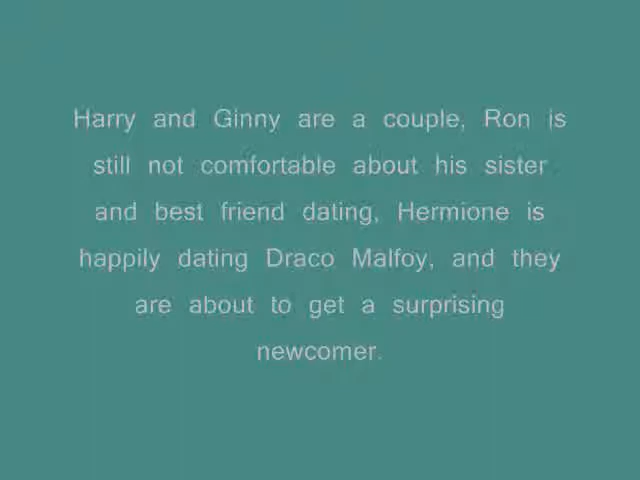 Harry and Ginny are a couple, Ron is
still not comfortable about his sister
and best friend dating, Hermione is
happily dating Draco Malfoy, and they
are about to get a surprising
newcomer.